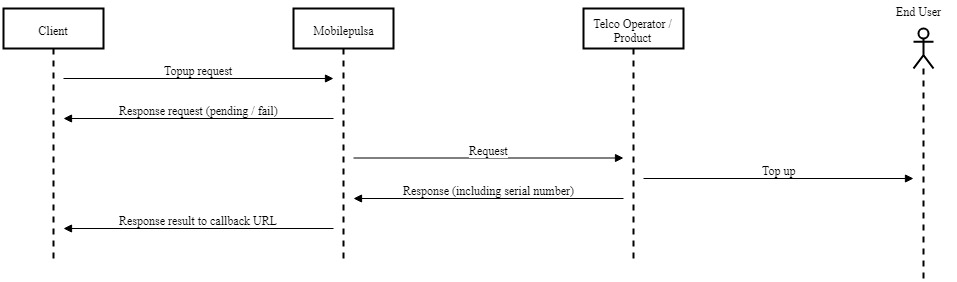 End User
Client
Mobilepulsa
Telco Operator /
Product
Topup request
Response request (pending / fail)
Request
Top up
Response (including serial number)
Response result to callback URL